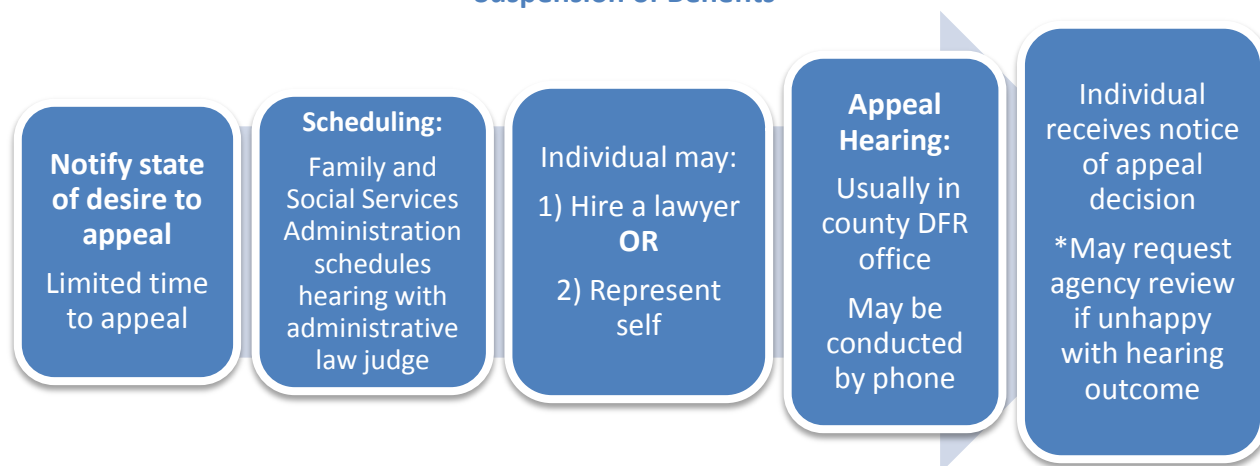 Suspension of Benefits
Notify state
of desire to
appeal
Limited time
to appeal
Scheduling:
Family and
Social Services
Administration
schedules
hearing with
administrative
law judge
Individual may:
1) Hire a lawyer
OR
2) Represent
self
Appeal
Hearing:
Usually in
county DFR
office
May be
conducted
by phone
Individual
receives notice
of appeal
decision
*May request
agency review
if unhappy
with hearing
outcome